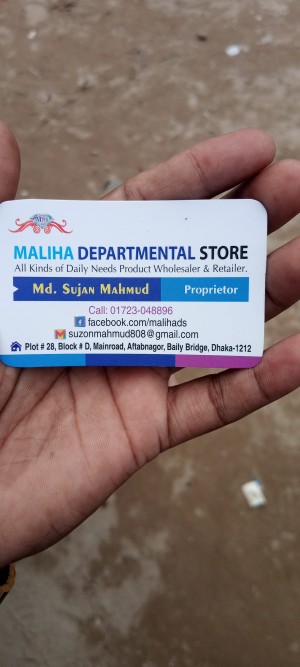 MALIHA DEPARTMENTAL STORE
All Kinds of Daily Needs Product Wholesaler & Retailer.
Md. Sujan Mahmud Proprietor
Call: 01723-048896
facebook.com/malihads
suzonmahmud808@gmail.com
Plot # 28, Block # D, Mainroad, Aftabnagor, Baily Bridge, Dhaka-1212